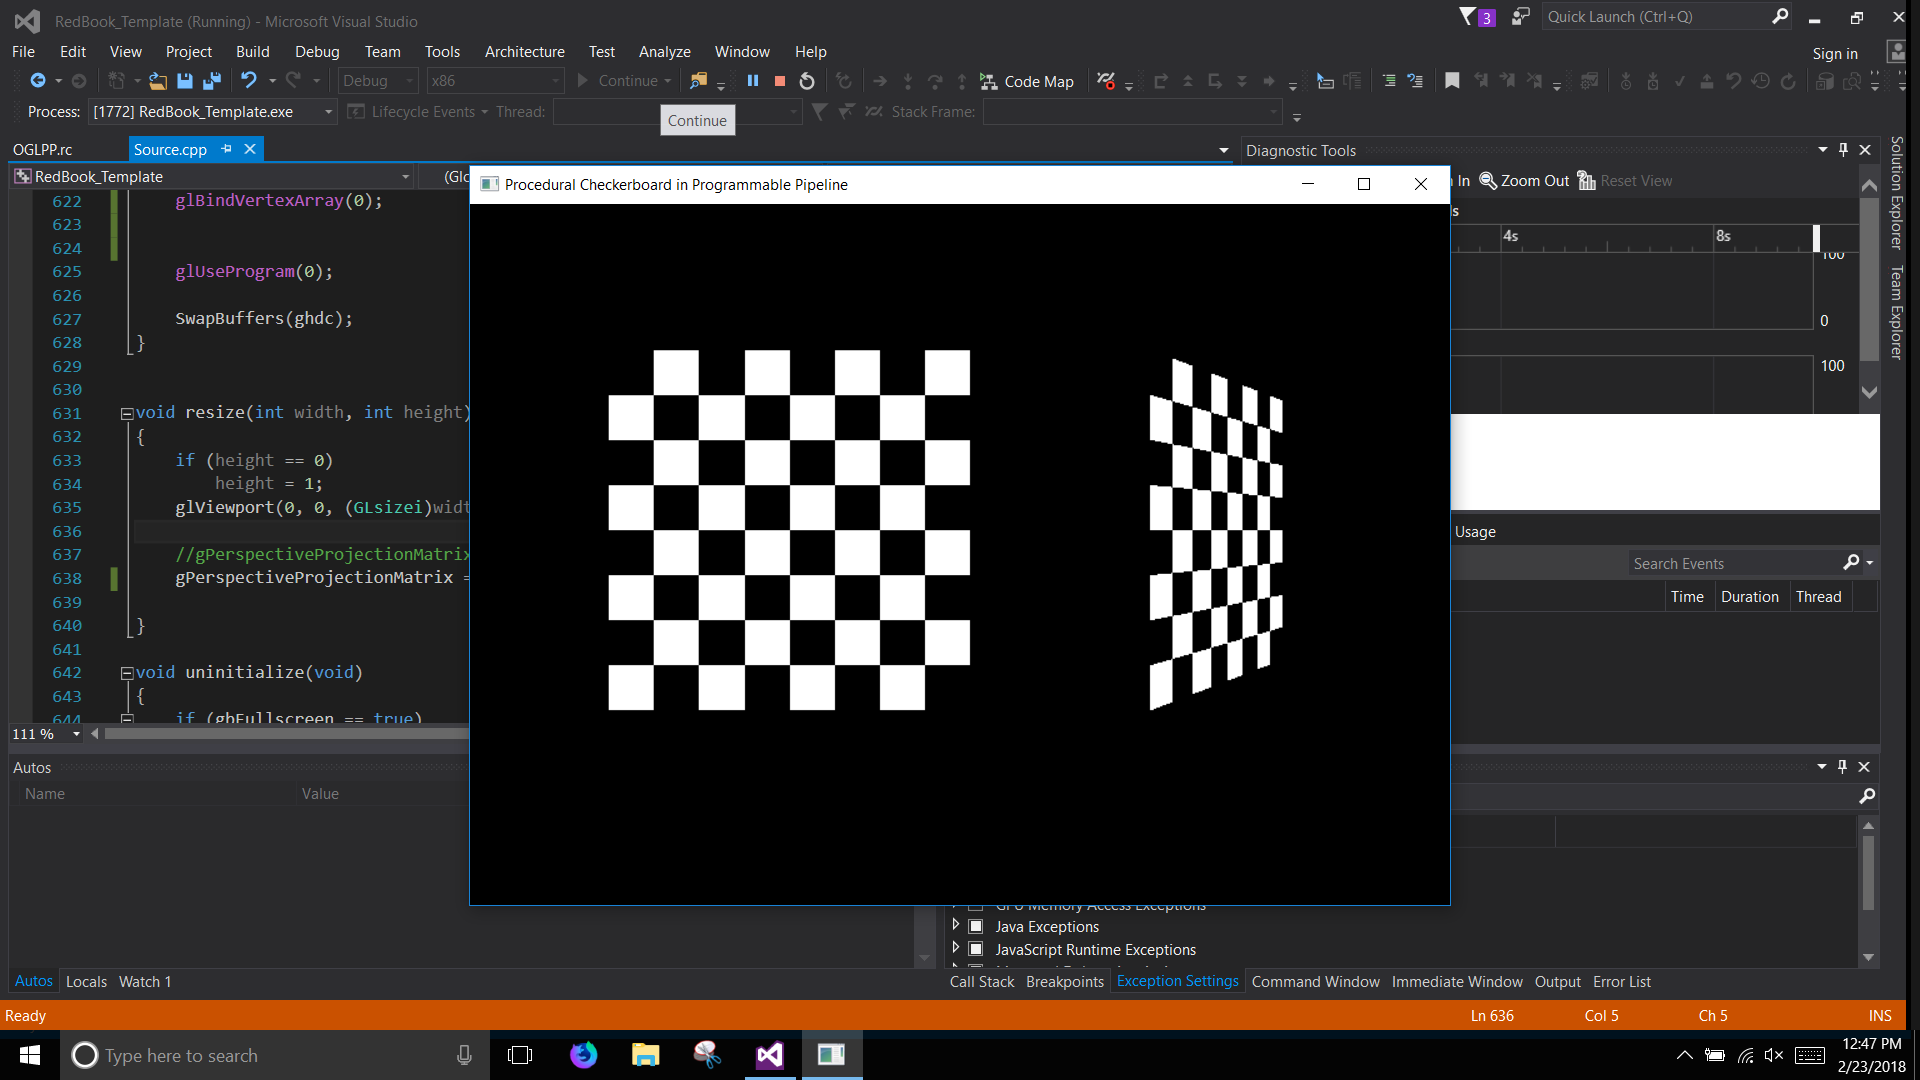 RedBook_Template (Running) - Microsoft Visual Studio
3
Quick Launch (Ctrl+Q)
File Edit View Project Build Debug Team Tools Architecture Test Analyze Window Help
Sign in
Debug
x86
Continue
Code Map
Process: [1772] RedBook_Template.exe
Lifecycle Events
Thread:
Stack Frame:
Continue
OGLPP.rc
Source.cpp
Diagnostic Tools
RedBook_Template
Procedural Checkerboard in Programmable Pipeline
In
Zoom Out
Reset View
4s
8s
100
0
100
Solution Explorer
Team Explorer
622 glBindVertexArray(0);
623
624
625 glUseProgram(0);
626
627 SwapBuffers(ghdc);
628 }
629
630
631 void resize(int width, int height)
632 {
633 if (height == 0)
634 height = 1;
635 glViewport(0, 0, (GLsizei)widt
636
637 //gPerspectiveProjectionMatrix
638 gPerspectiveProjectionMatrix =
639
640 }
641
642 void uninitialize(void)
643 {
644 if (gbFullscreen == true)
111 %
Usage
Search Events
Time Duration Thread
Autos
Name Value
GPU Memory Access Exceptions
Java Exceptions
JavaScript Runtime Exceptions
Autos Locals Watch 1
Call Stack Breakpoints Exception Settings Command Window Immediate Window Output Error List
Ready
Ln 636 Col 5 Ch 5 INS
Type here to search
12:47 PM
2/23/2018